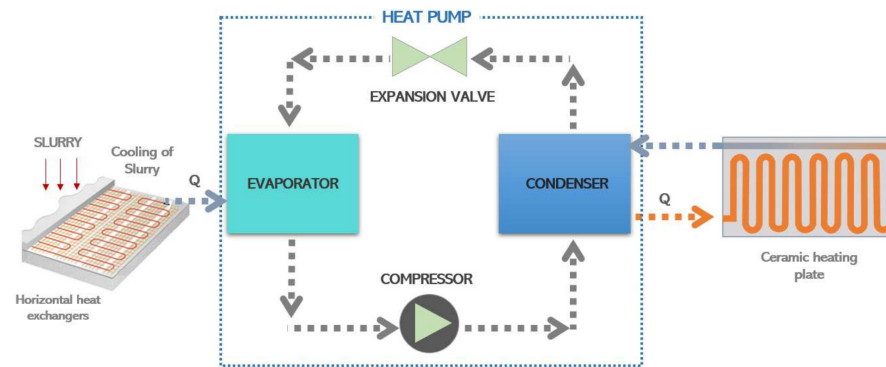 HEAT PUMP
EXPANSION VALVE
SLURRY
Cooling of
Slurry
Q
EVAPORATOR
CONDENSER
Q
COMPRESSOR
Horizontal heat
exchangers
Ceramic heating
plate